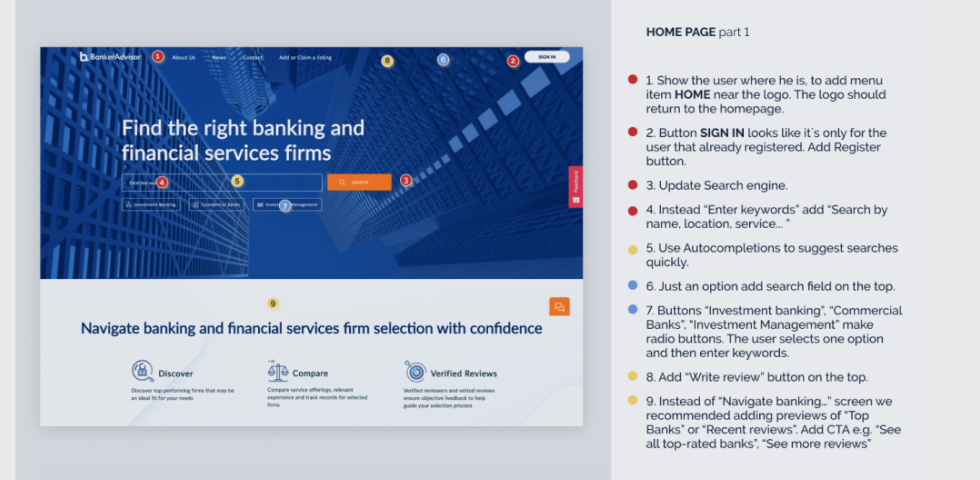 BankerAdvisor
1
About Us
News
Contact
Add or Claim a listing
8
6
2
SIGN IN
Find the right banking and
financial services firms
4
5
SEARCH
3
Feedback
Investment Banking
Commercial Banks
7
Management
9
Navigate banking and financial services firm selection with confidence
Discover
Discover top performing firms that may be
an ideal fit for your needs
Compare
Compare service offerings, relevant
experience and track records for selected
firms
Verified Reviews
Verified reviewers and vetted reviews
ensure objective feedback to help
guide your selection process
HOME PAGE part 1
1. Show the user where he is, to add menu
item HOME near the logo. The logo should
return to the homepage.
2. Button SIGN IN looks like it`s only for the
user that already registered. Add Register
button.
3. Update Search engine.
4. Instead “Enter keywords” add “Search by
name, location, service... ”
5. Use Autocompletions to suggest searches
quickly.
6. Just an option add search field on the top.
7. Buttons “Investment banking”, “Commercial
Banks”, “Investment Management” make
radio buttons. The user selects one option
and then enter keywords.
8. Add “Write review” button on the top.
9. Instead of “Navigate banking...” screen we
recommended adding previews of “Top
Banks” or “Recent reviews”. Add CTA e.g. “See
all top-rated banks”, “See more reviews”